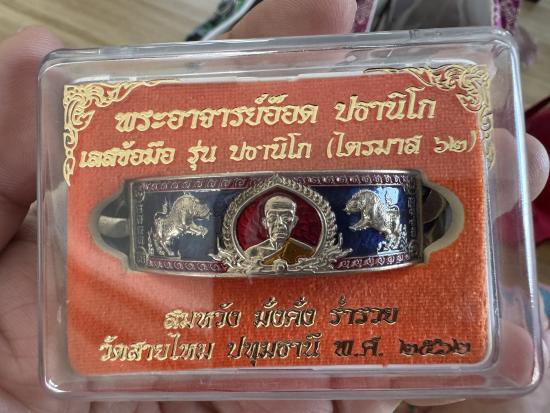 พระอาจารย์อ๊อด ปธานิโก
เลสข้อมือ รุ่น ปธานิโก (ไตรมาส ๖๒)
สมหวัง มั่งคั่ง ร่ำรวย
วัดสายไหม ปทุมธานี พ.ศ. ๒๕๖๒